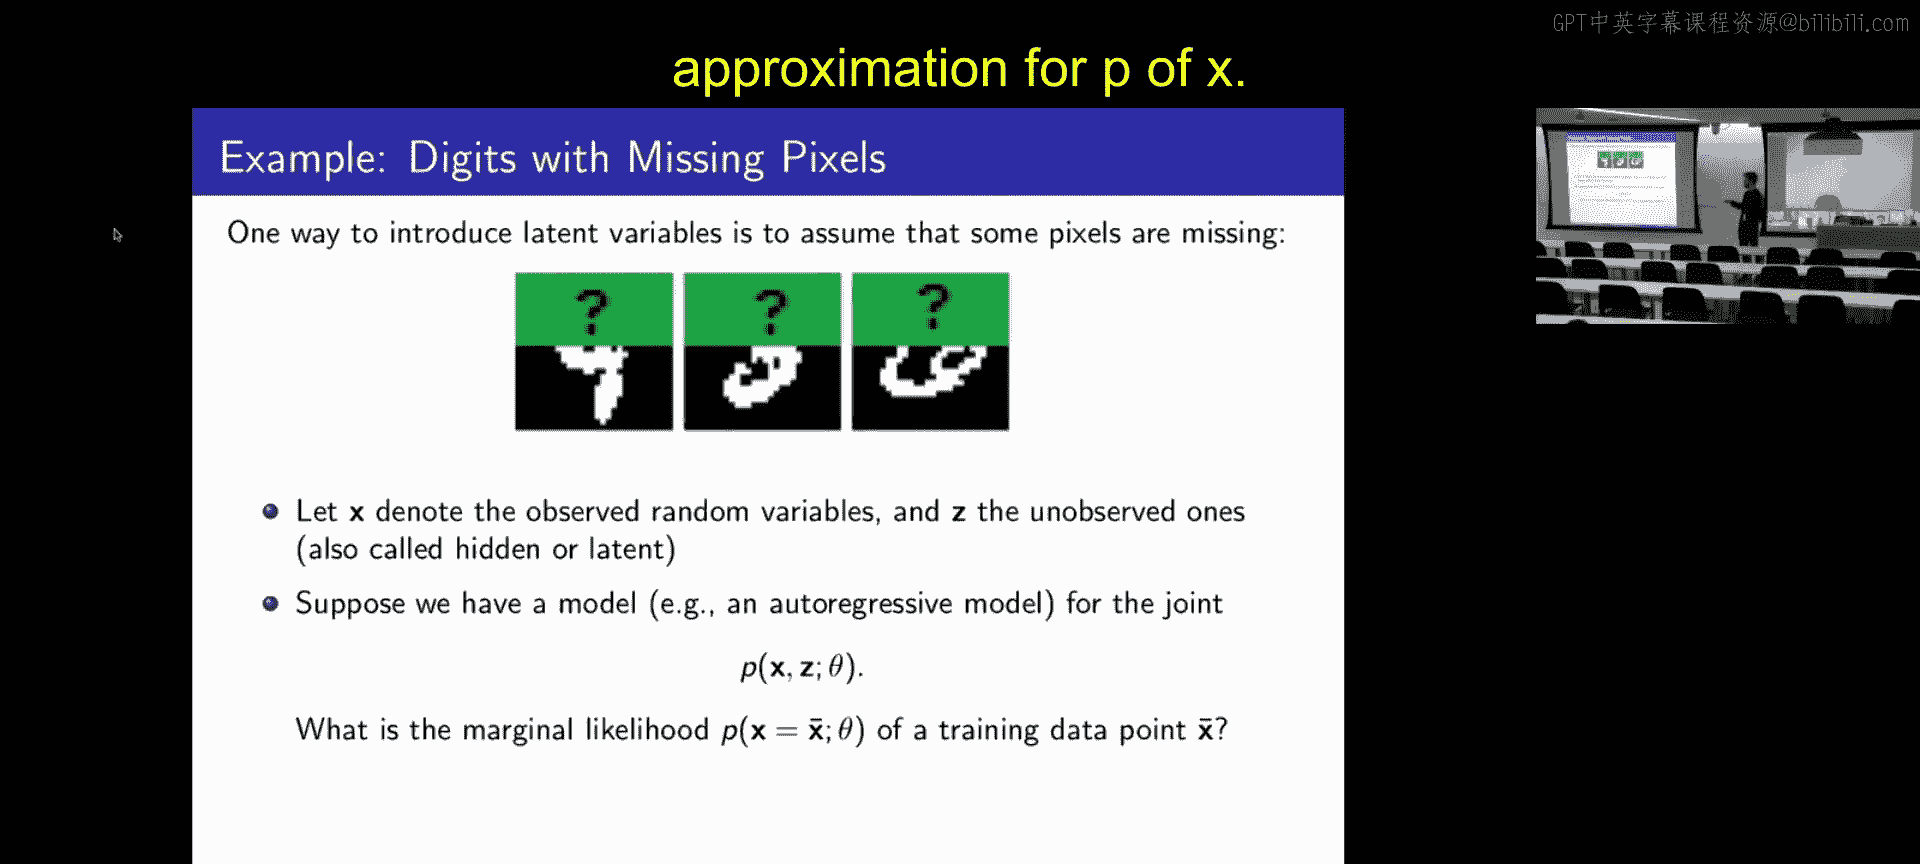 GPT中英字幕课程资源@bilibili.com
approximation for p of x.
Example: Digits with Missing Pixels
One way to introduce latent variables is to assume that some pixels are missing:
? ? ?
Let x denote the observed random variables, and z the unobserved ones
(also called hidden or latent)
Suppose we have a model (e.g., an autoregressive model) for the joint
p(x, z; θ).
What is the marginal likelihood p(x = x̄; θ) of a training data point x̄?